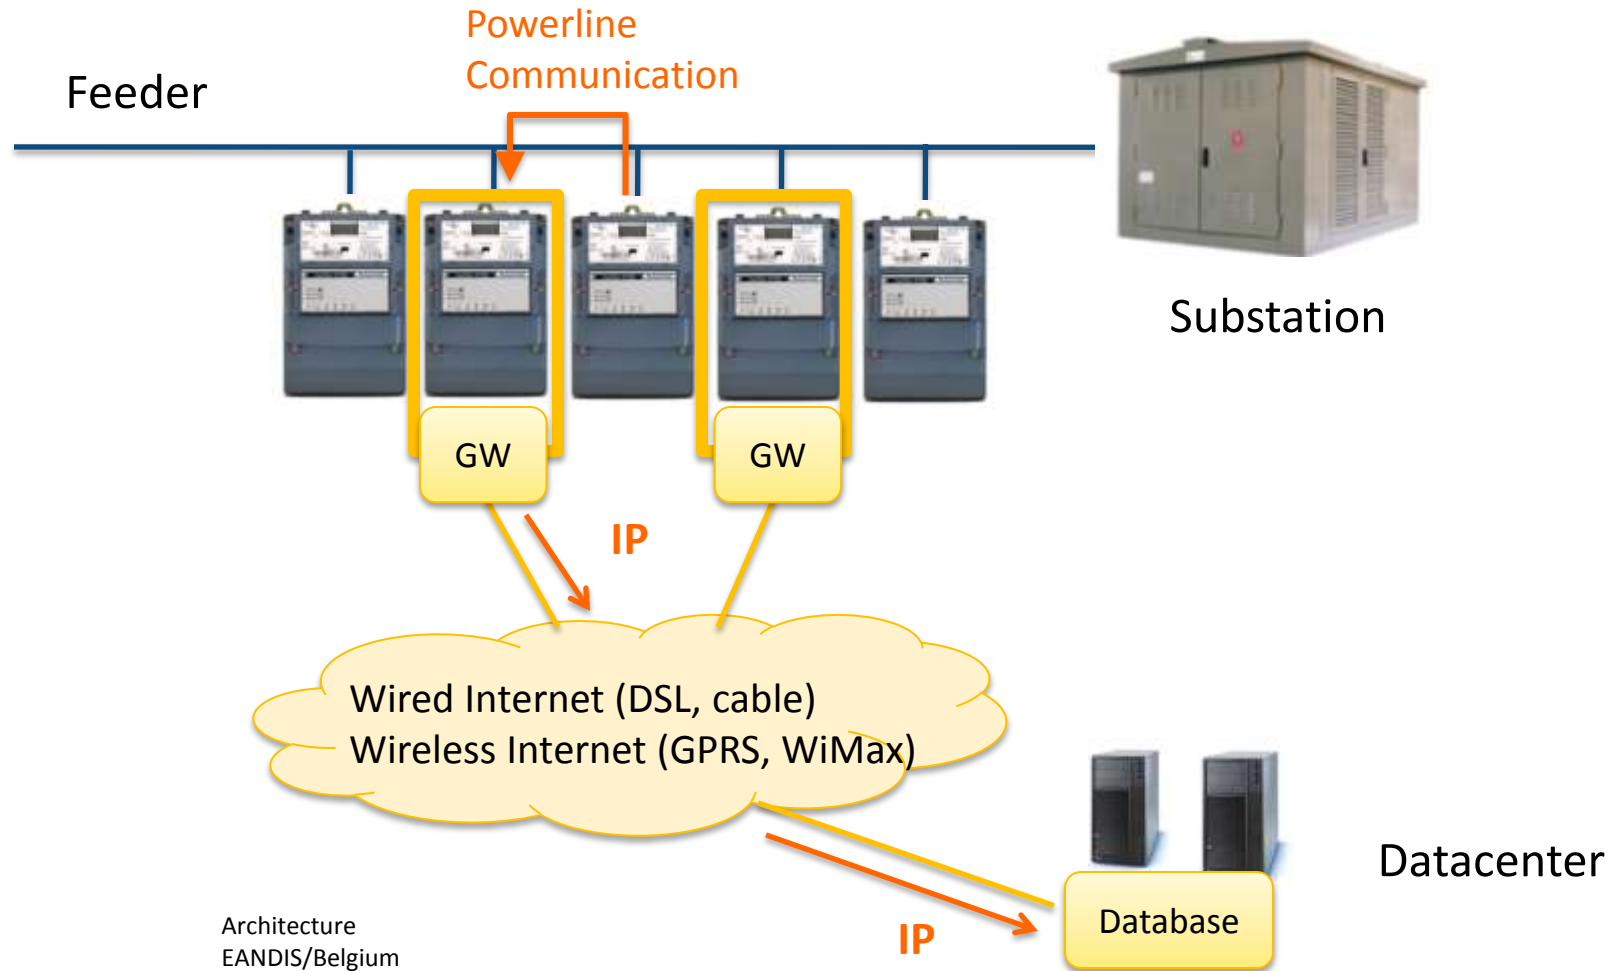 Powerline
Communication
Feeder
Substation
GW
GW
IP
Wired Internet (DSL, cable)
Wireless Internet (GPRS, WiMax)
Datacenter
Database
IP
Architecture
EANDIS/Belgium